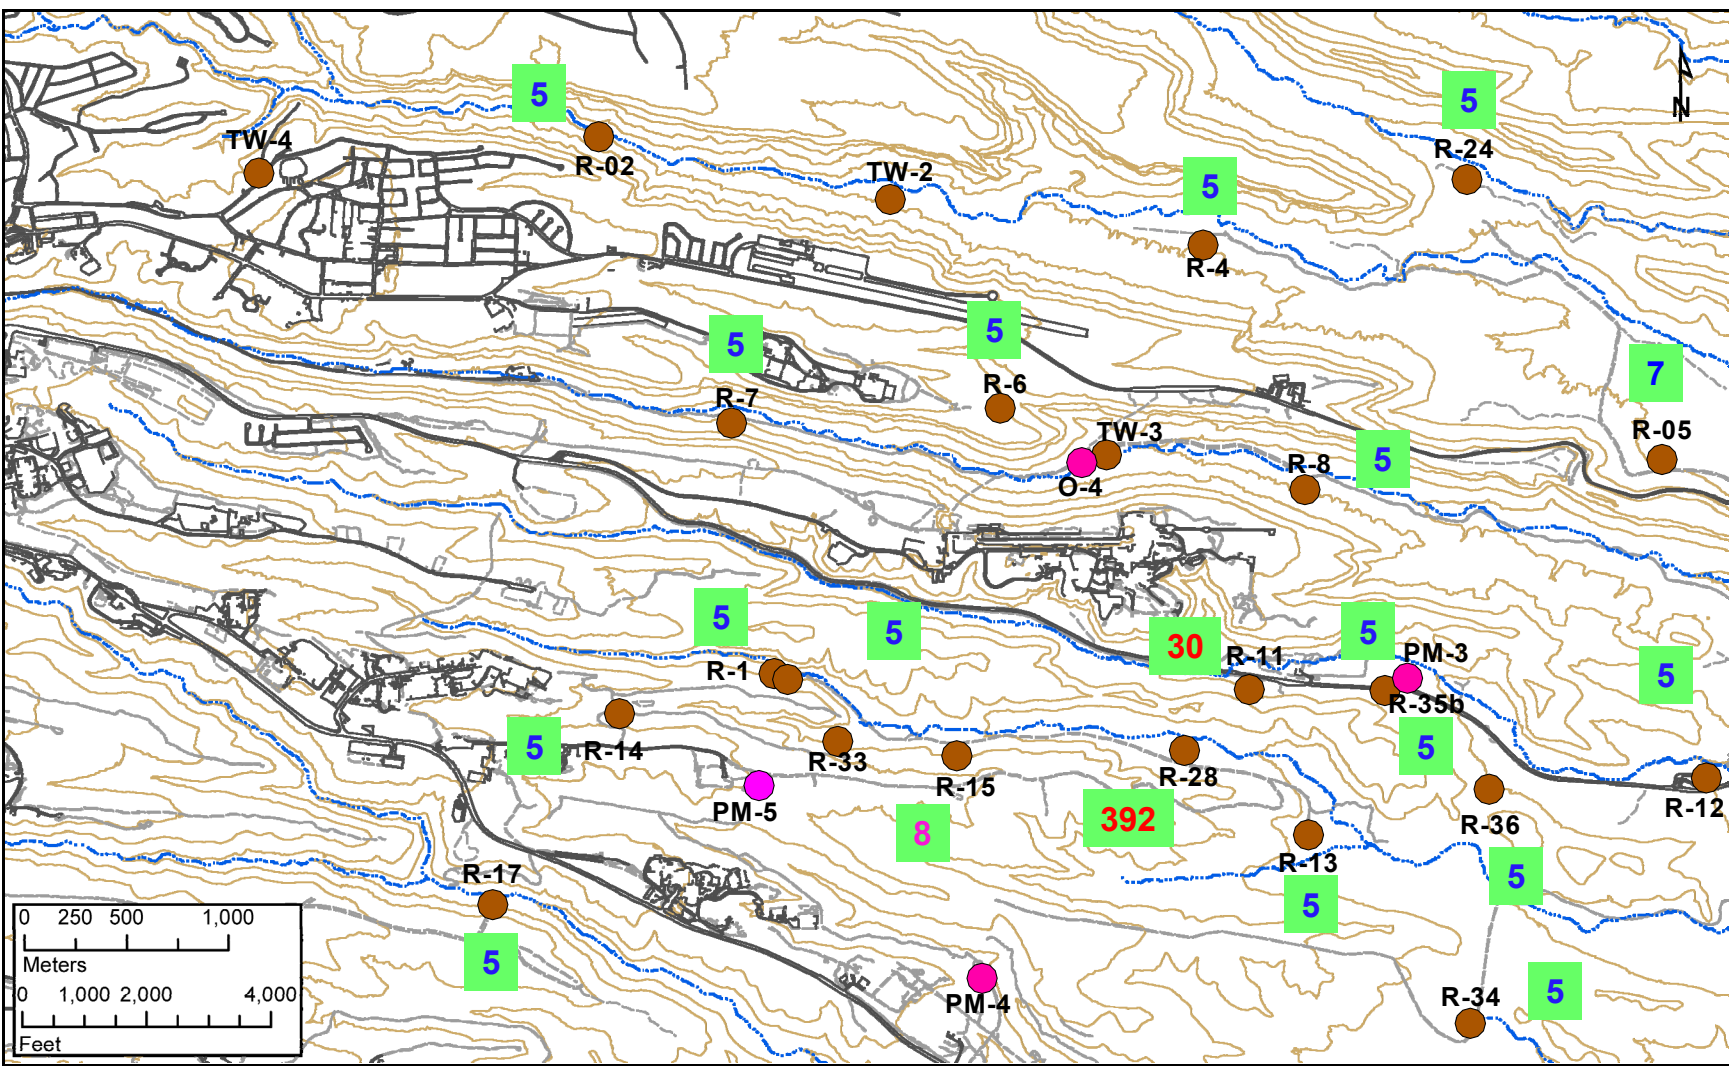 5
5
N
TW-4
R-02
R-24
TW-2
5
R-4
5
5
R-6
7
R-7
TW-3
R-05
O-4
R-8
5
5
5
30
5
R-1
R-11
PM-3
5
R-35b
R-14
5
R-33
R-15
R-28
5
PM-5
8
392
R-36
R-12
R-13
R-17
5
5
0 250 500 1,000
Meters
5
5
0 1,000 2,000 4,000
PM-4
R-34
Feet